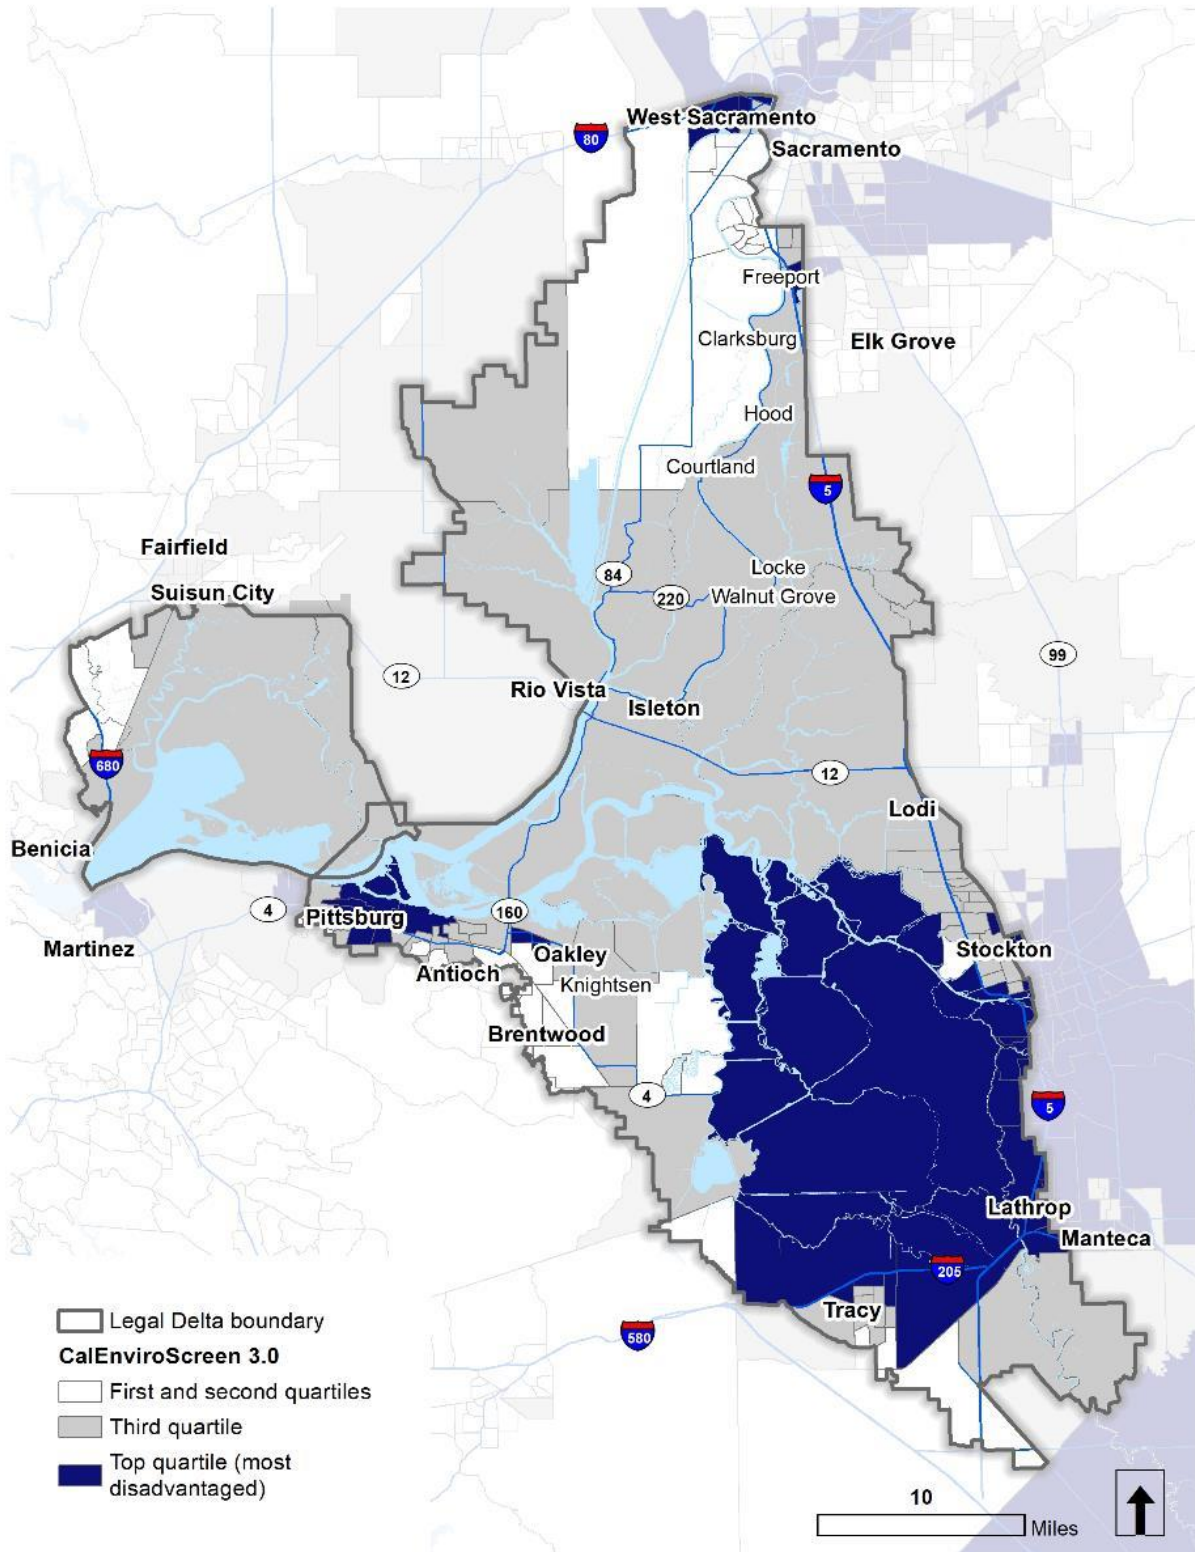 West Sacramento
80
Sacramento
Freeport
Clarksburg
Elk Grove
Hood
Courtland
5
Fairfield
Locke
84
Suisun City
220
Walnut Grove
99
12
Rio Vista
Isleton
680
12
Lodi
Benicia
4
Pittsburg
160
Martinez
Oakley
Stockton
Antioch
Knightsen
Brentwood
4
5
Lathrop
Manteca
205
Tracy
580
Legal Delta boundary
CalEnviroScreen 3.0
First and second quartiles
Third quartile
Top quartile (most
disadvantaged)
10
Miles